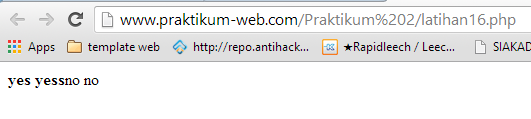 www.praktikum-web.com/Praktikum%202/latihan16.php
Apps template web http://repo.antihack... ★Rapidleech / Leec... SIAKAD
yes yessno no